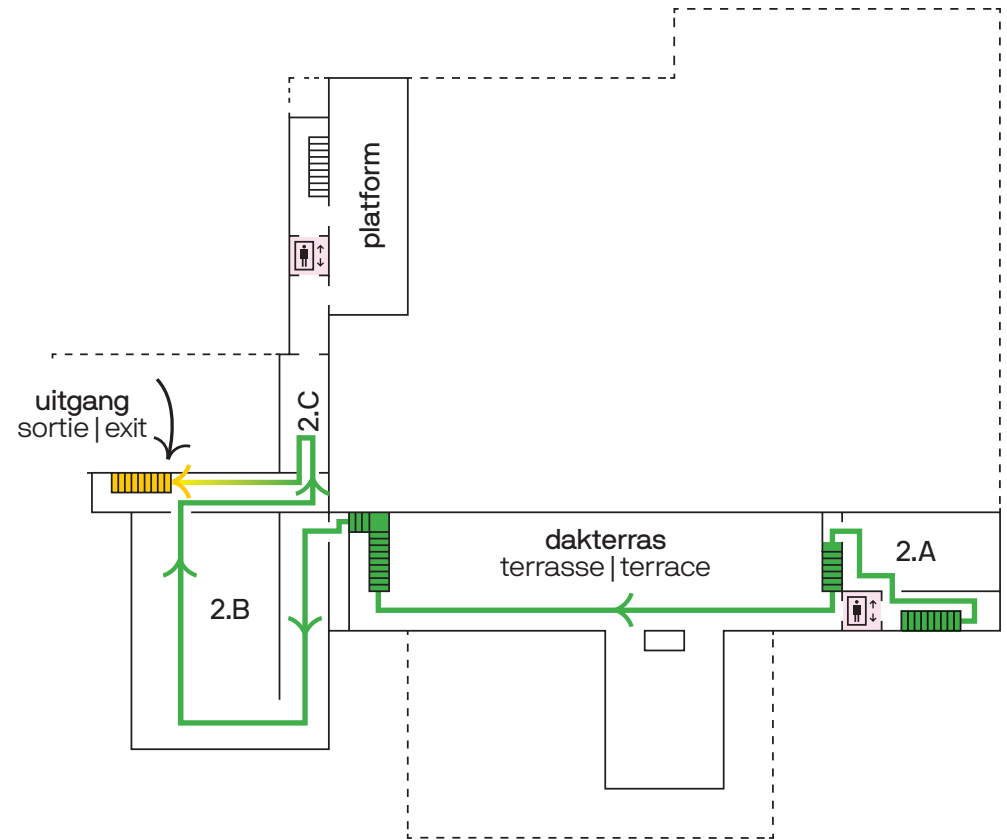 platform
uitgang
sortie | exit
2.C
dakterras
terrasse | terrace
2.A
2.B